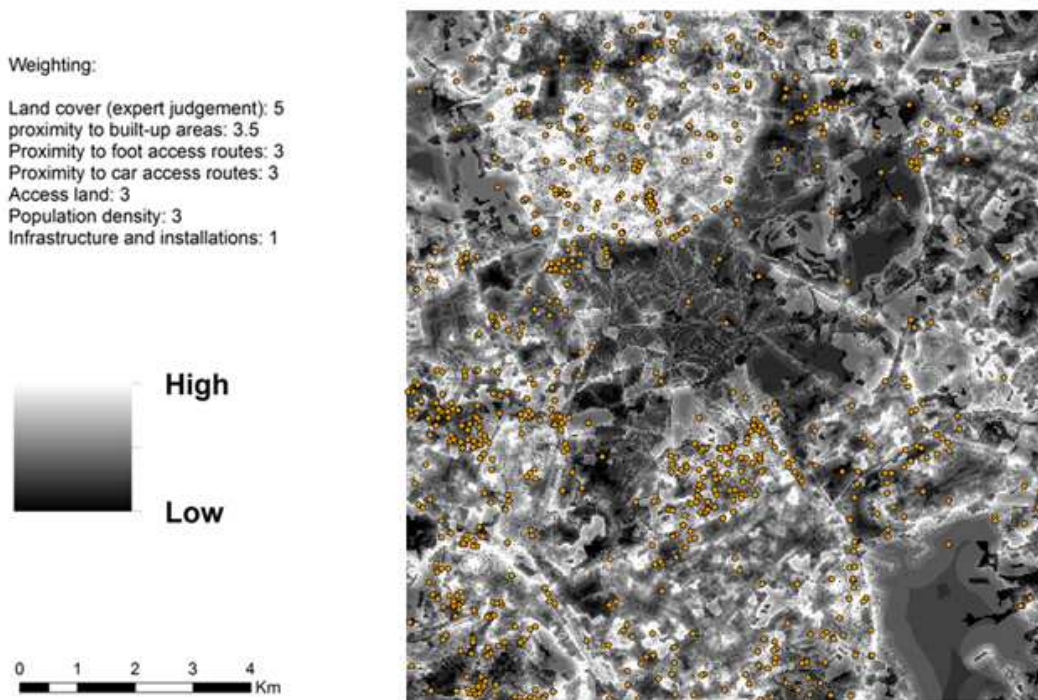 Weighting:
Land cover (expert judgement): 5
proximity to built-up areas: 3.5
Proximity to foot access routes: 3
Proximity to car access routes: 3
Access land: 3
Population density: 3
Infrastructure and installations: 1
High
Low
0 1 2 3 4
Km